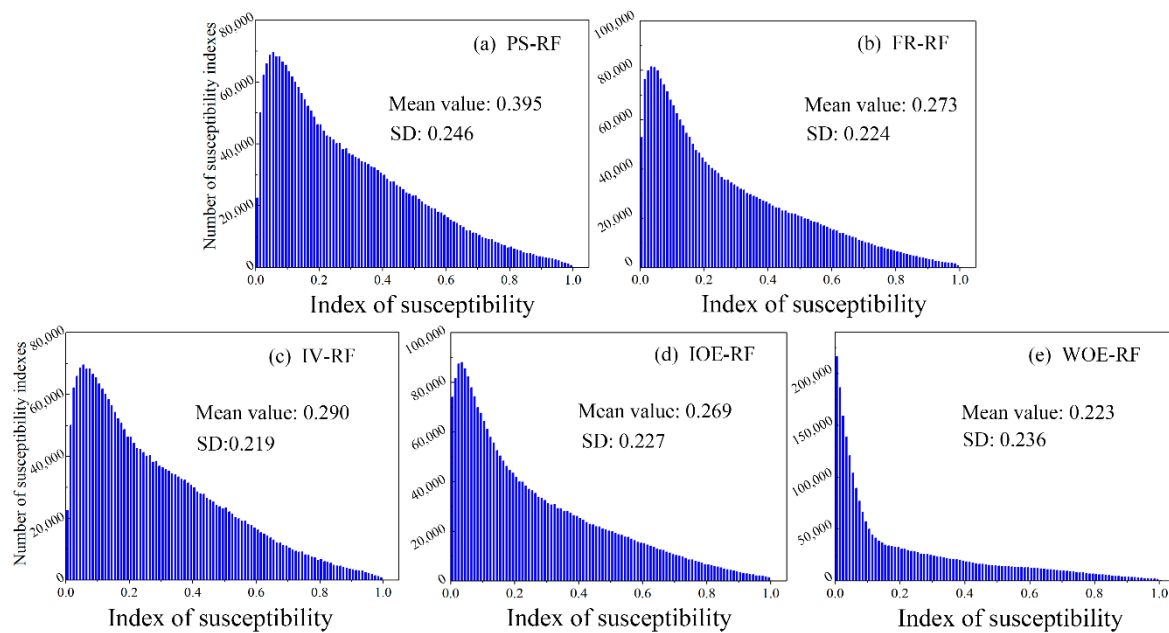 Number of susceptibility indexes
80,000
60,000
40,000
20,000
0
(a) PS-RF
Mean value: 0.395
SD: 0.246
0.0 0.2 0.4 0.6 0.8 1.0
Index of susceptibility
100,000
80,000
60,000
40,000
20,000
0
(b) FR-RF
Mean value: 0.273
SD: 0.224
0.0 0.2 0.4 0.6 0.8 1.0
Index of susceptibility
Number of susceptibility indexes
80,000
60,000
40,000
20,000
0
(c) IV-RF
Mean value: 0.290
SD:0.219
0.0 0.2 0.4 0.6 0.8 1.0
Index of susceptibility
100,000
80,000
60,000
40,000
20,000
0
(d) IOE-RF
Mean value: 0.269
SD: 0.227
0.0 0.2 0.4 0.6 0.8 1.0
Index of susceptibility
200,000
150,000
100,000
50,000
0
(e) WOE-RF
Mean value: 0.223
SD: 0.236
0.0 0.2 0.4 0.6 0.8 1.0
Index of susceptibility